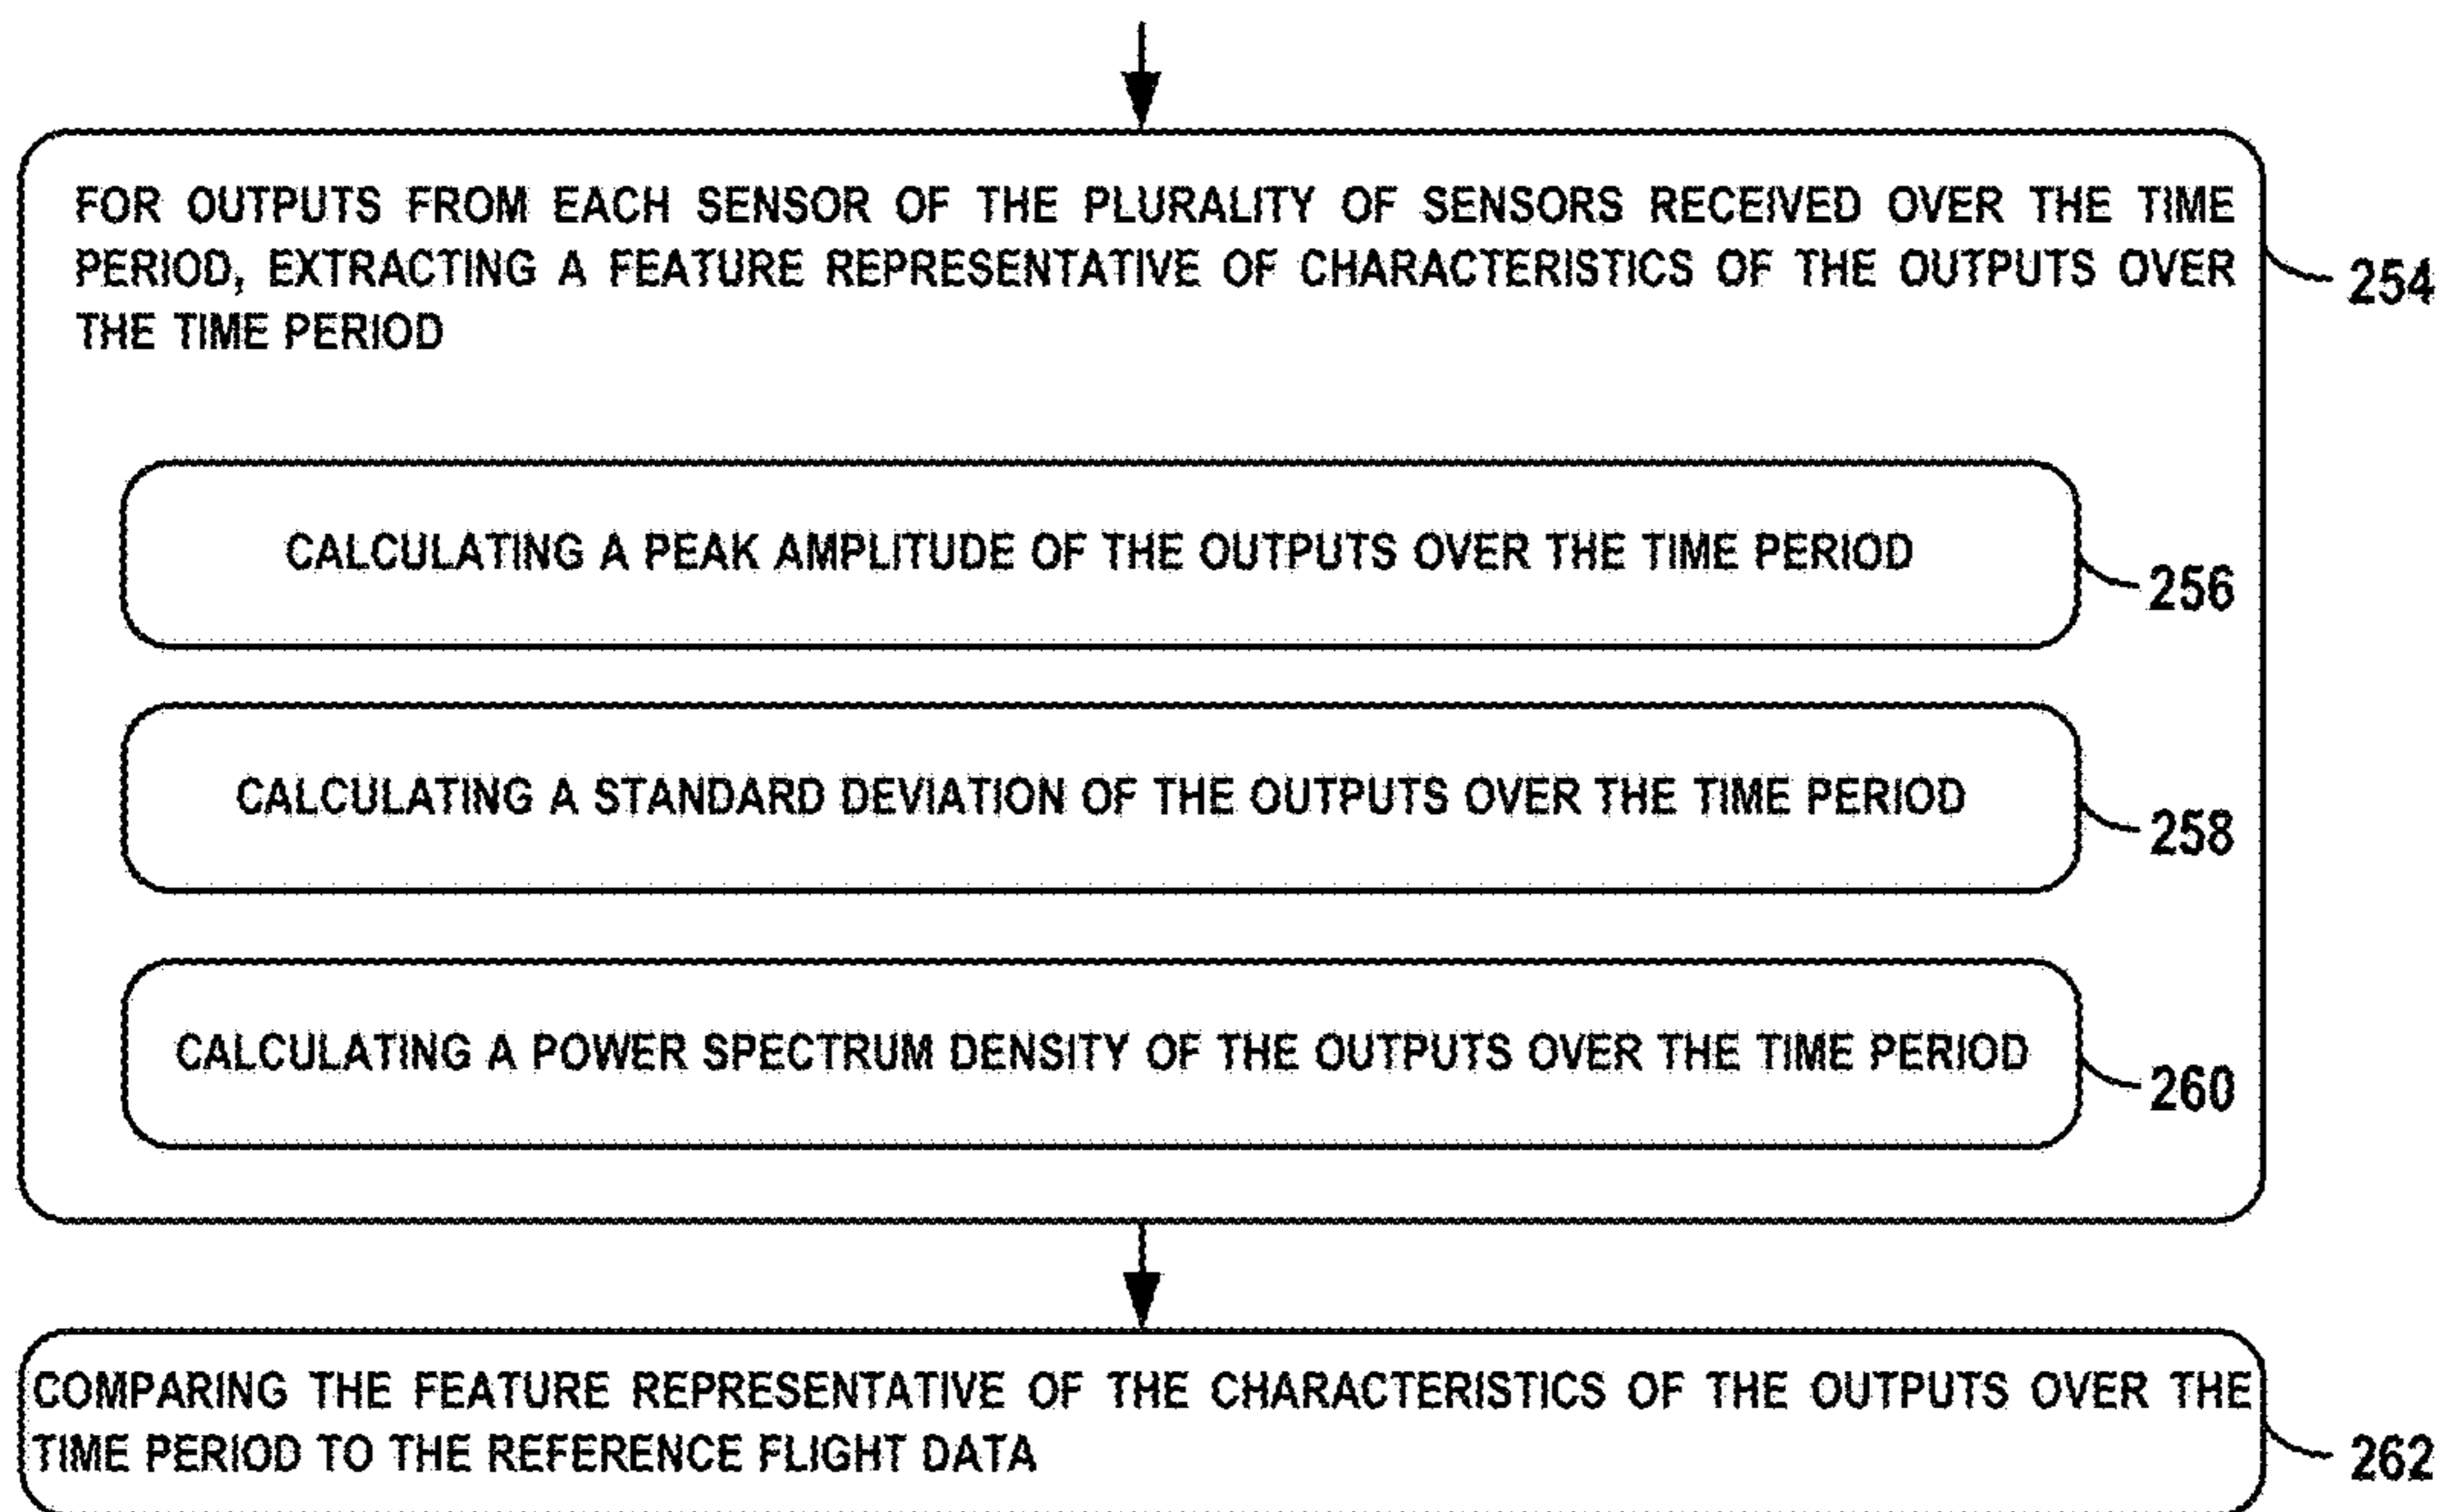 FOR OUTPUTS FROM EACH SENSOR OF THE PLURALITY OF SENSORS RECEIVED OVER THE TIME
PERIOD, EXTRACTING A FEATURE REPRESENTATIVE OF CHARACTERISTICS OF THE OUTPUTS OVER
THE TIME PERIOD
254
CALCULATING A PEAK AMPLITUDE OF THE OUTPUTS OVER THE TIME PERIOD
256
CALCULATING A STANDARD DEVIATION OF THE OUTPUTS OVER THE TIME PERIOD
258
CALCULATING A POWER SPECTRUM DENSITY OF THE OUTPUTS OVER THE TIME PERIOD
260
COMPARING THE FEATURE REPRESENTATIVE OF THE CHARACTERISTICS OF THE OUTPUTS OVER THE
TIME PERIOD TO THE REFERENCE FLIGHT DATA
262